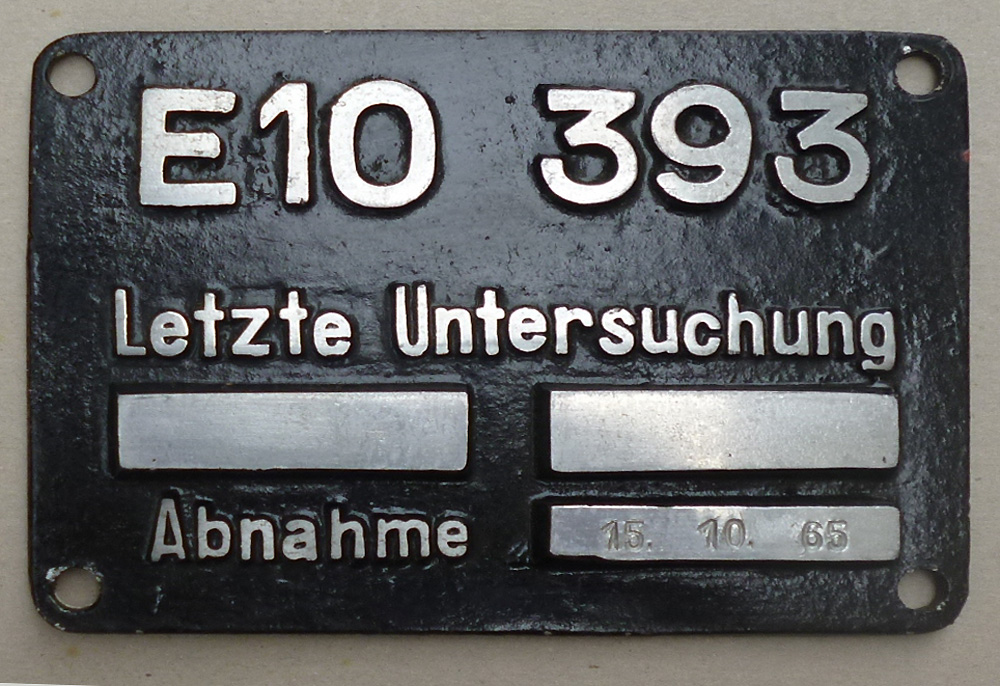 E10 393
Letzte Untersuchung
Abnahme 15. 10. 65